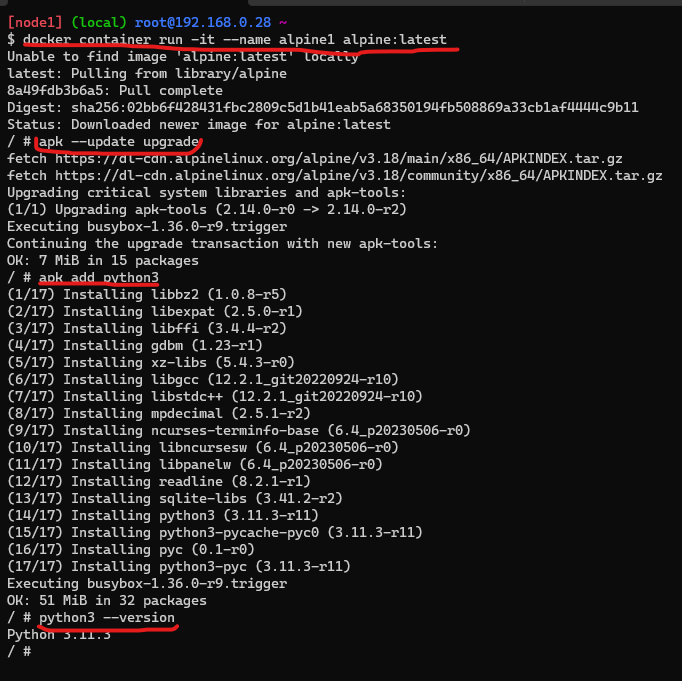 [node1] (local) root@192.168.0.28 ~
$ docker container run -it --name alpine1 alpine:latest
Unable to find image 'alpine:latest' locally
latest: Pulling from library/alpine
8a49fdb3b6a5: Pull complete
Digest: sha256:02bb6f428431fbc2809c5d1b41eab5a68350194fb508869a33cb1af4444c9b11
Status: Downloaded newer image for alpine:latest
/ # apk --update upgrade
fetch https://dl-cdn.alpinelinux.org/alpine/v3.18/main/x86_64/APKINDEX.tar.gz
fetch https://dl-cdn.alpinelinux.org/alpine/v3.18/community/x86_64/APKINDEX.tar.gz
Upgrading critical system libraries and apk-tools:
(1/1) Upgrading apk-tools (2.14.0-r0 -> 2.14.0-r2)
Executing busybox-1.36.0-r9.trigger
Continuing the upgrade transaction with new apk-tools:
OK: 7 MiB in 15 packages
/ # apk add python3
(1/17) Installing libbz2 (1.0.8-r5)
(2/17) Installing libexpat (2.5.0-r1)
(3/17) Installing libffi (3.4.4-r2)
(4/17) Installing gdbm (1.23-r1)
(5/17) Installing xz-libs (5.4.3-r0)
(6/17) Installing libgcc (12.2.1_git20220924-r10)
(7/17) Installing libstdc++ (12.2.1_git20220924-r10)
(8/17) Installing mpdecimal (2.5.1-r2)
(9/17) Installing ncurses-terminfo-base (6.4_p20230506-r0)
(10/17) Installing libncursesw (6.4_p20230506-r0)
(11/17) Installing libpanelw (6.4_p20230506-r0)
(12/17) Installing readline (8.2.1-r1)
(13/17) Installing sqlite-libs (3.41.2-r2)
(14/17) Installing python3 (3.11.3-r11)
(15/17) Installing python3-pycache-pyc0 (3.11.3-r11)
(16/17) Installing pyc (0.1-r0)
(17/17) Installing python3-pyc (3.11.3-r11)
Executing busybox-1.36.0-r9.trigger
OK: 51 MiB in 32 packages
/ # python3 --version
Python 3.11.3
/ #